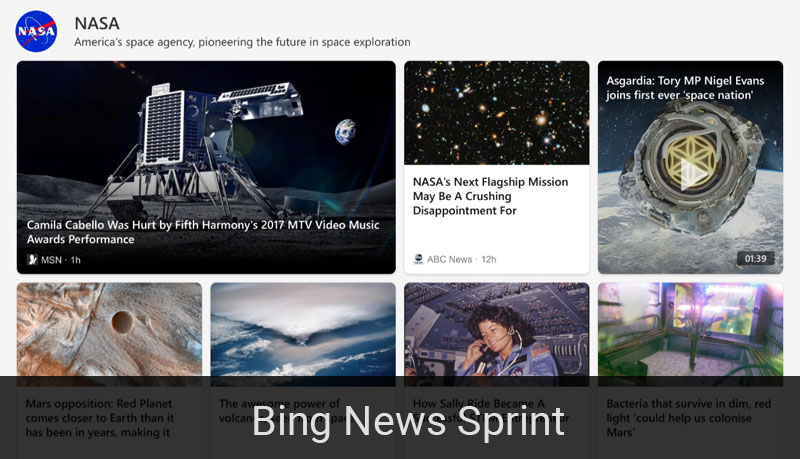 NASA
NASA
America's space agency, pioneering the future in space exploration
Camila Cabello Was Hurt by Fifth Harmony's 2017 MTV Video Music
Awards Performance
MSN · 1h
NASA's Next Flagship Mission
May Be A Crushing
Disappointment For
ABC News · 12h
Asgardia: Tory MP Nigel Evans
joins first ever 'space nation'
01:39
Mars opposition: Red Planet
comes closer to Earth than it
has been in years, making it
The awesome power of
How Sally Ride Became A
Bacteria that survive in dim, red
light 'could help us colonise
Mars'
Bing News Sprint